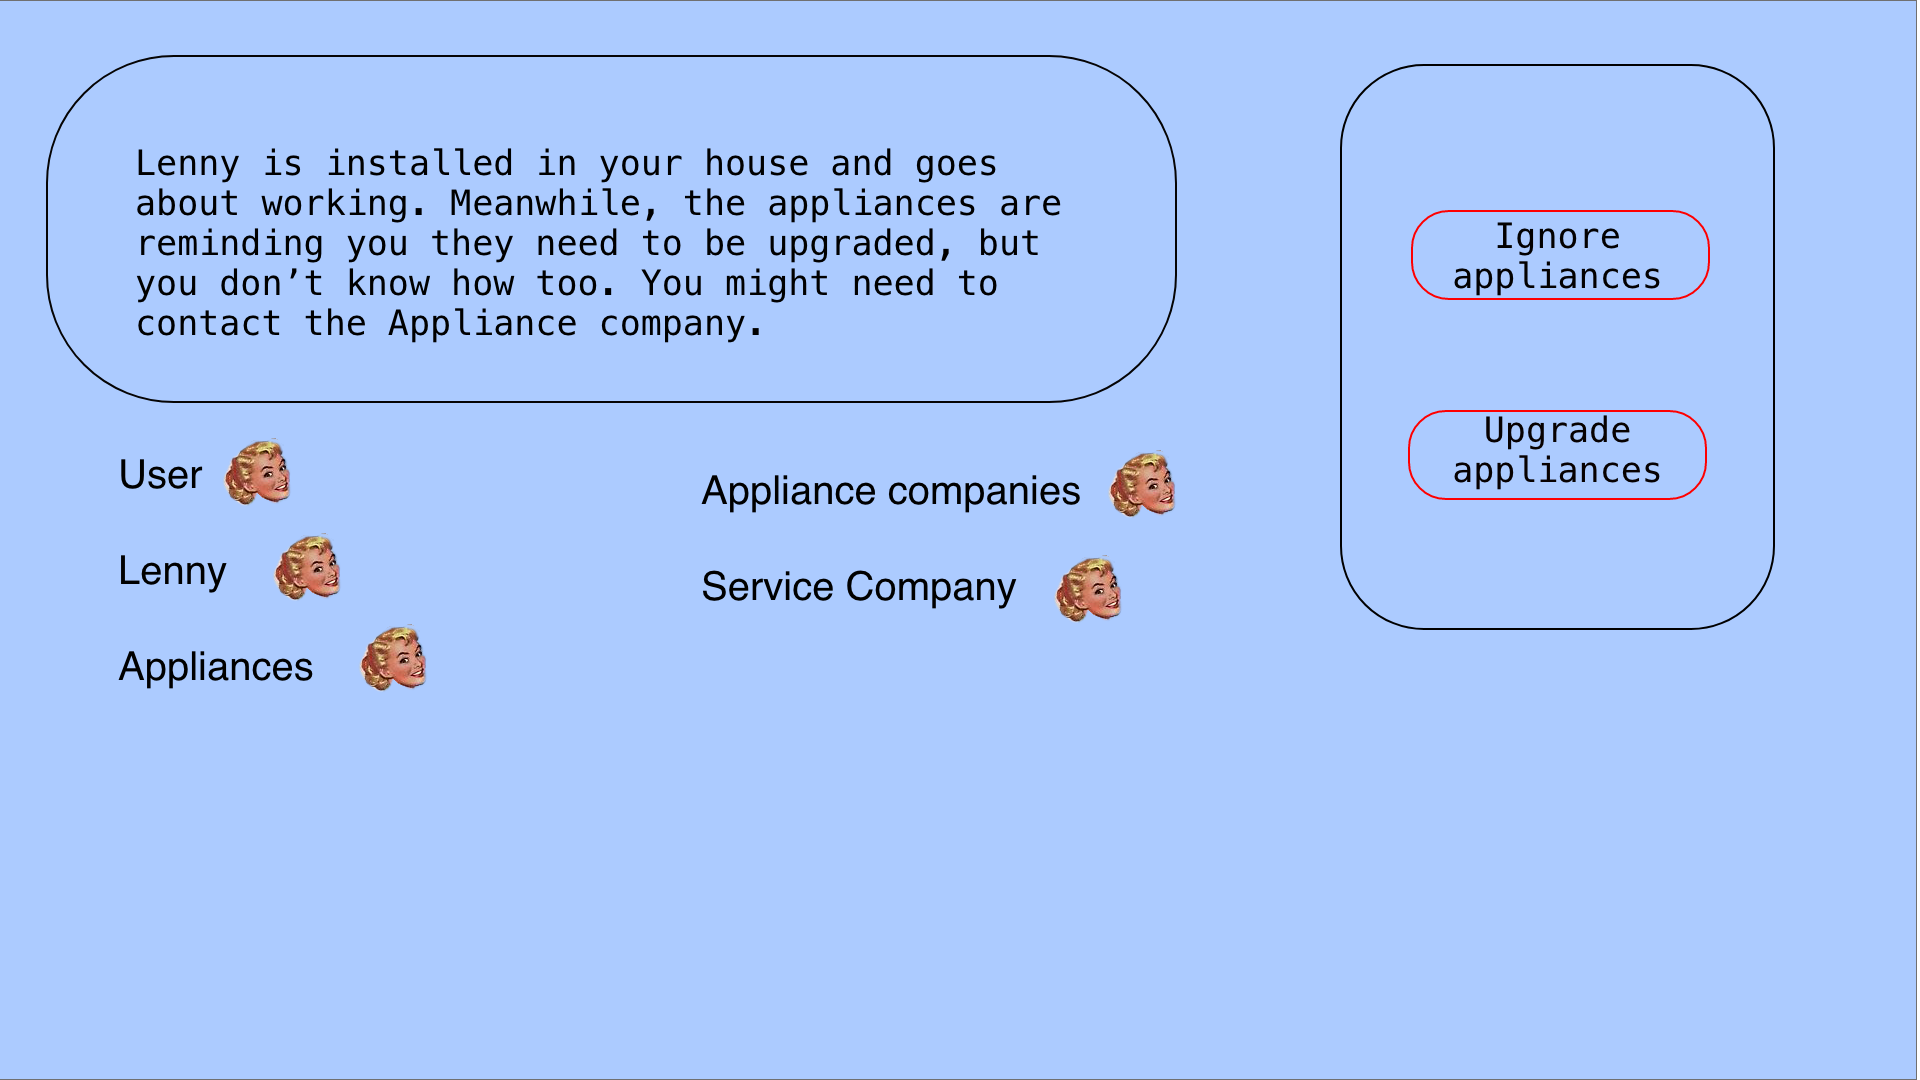 Lenny is installed in your house and goes
about working. Meanwhile, the appliances are
reminding you they need to be upgraded, but
you don’t know how too. You might need to
contact the Appliance company.
Ignore
appliances
Upgrade
appliances
User
Lenny
Appliances
Appliance companies
Service Company